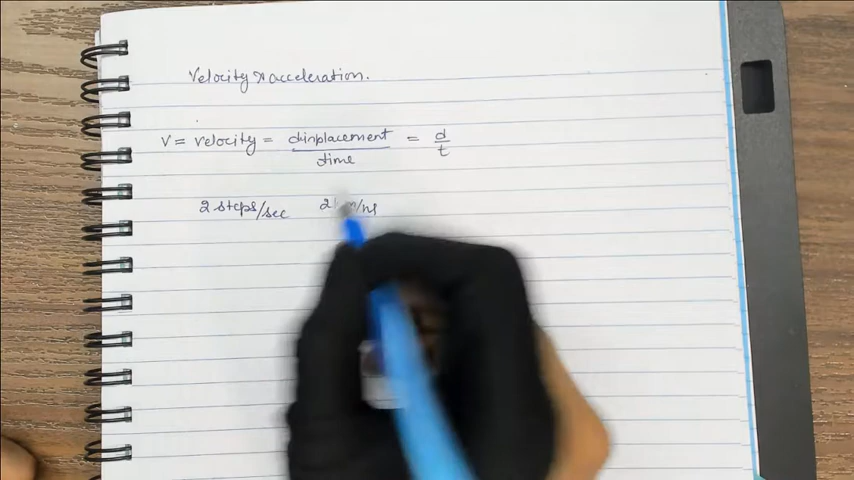 Velocity & acceleration.
V = velocity = displacement / time = d / t
2 steps/sec